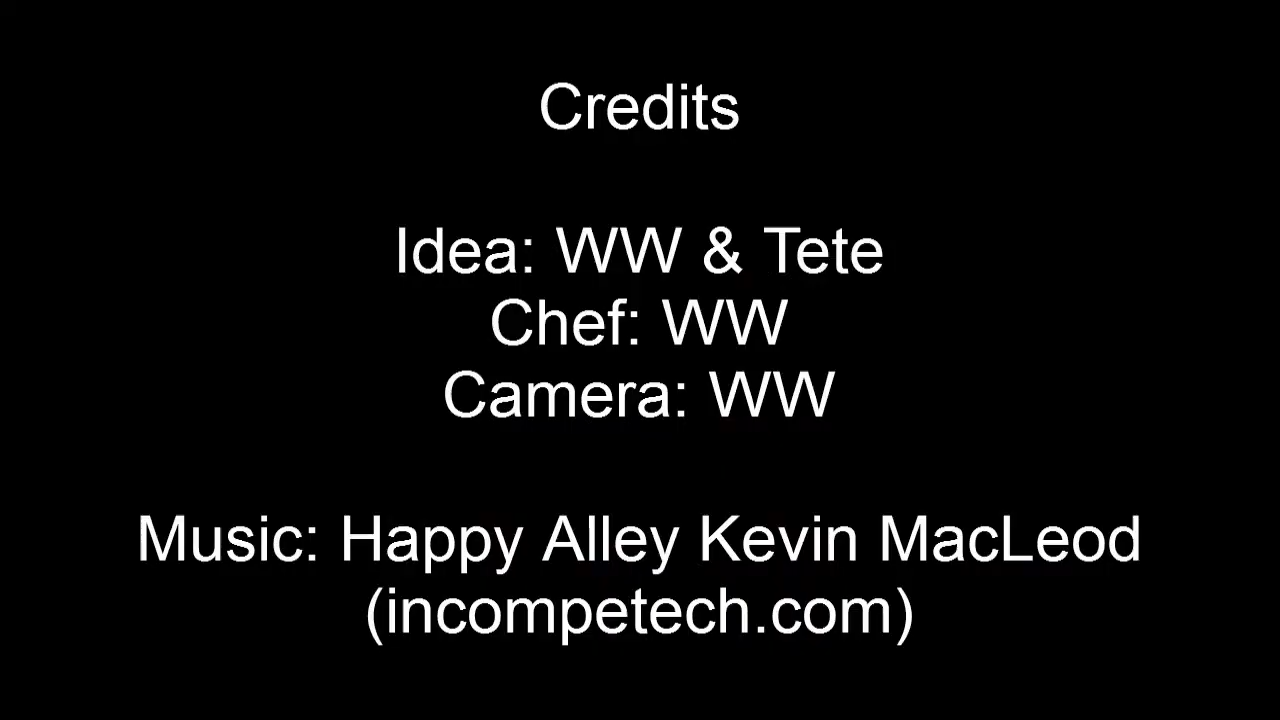 Credits
Idea: WW & Tete
Chef: WW
Camera: WW
Music: Happy Alley Kevin MacLeod
(incompetech.com)